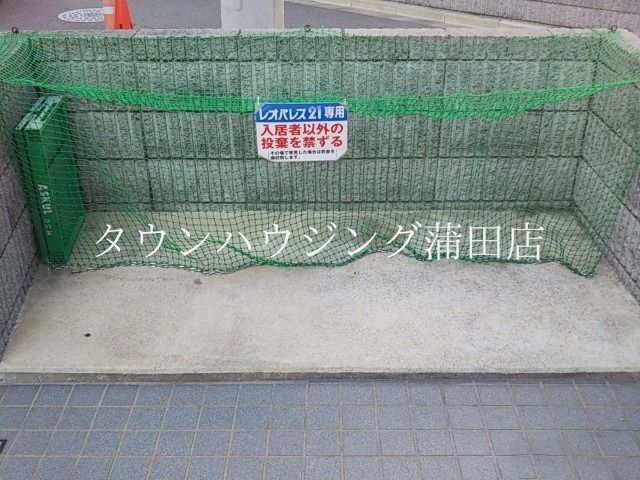 レオパレス21専用
入居者以外の
投棄を禁ずる
タウンハウジング蒲田店
ASKUL